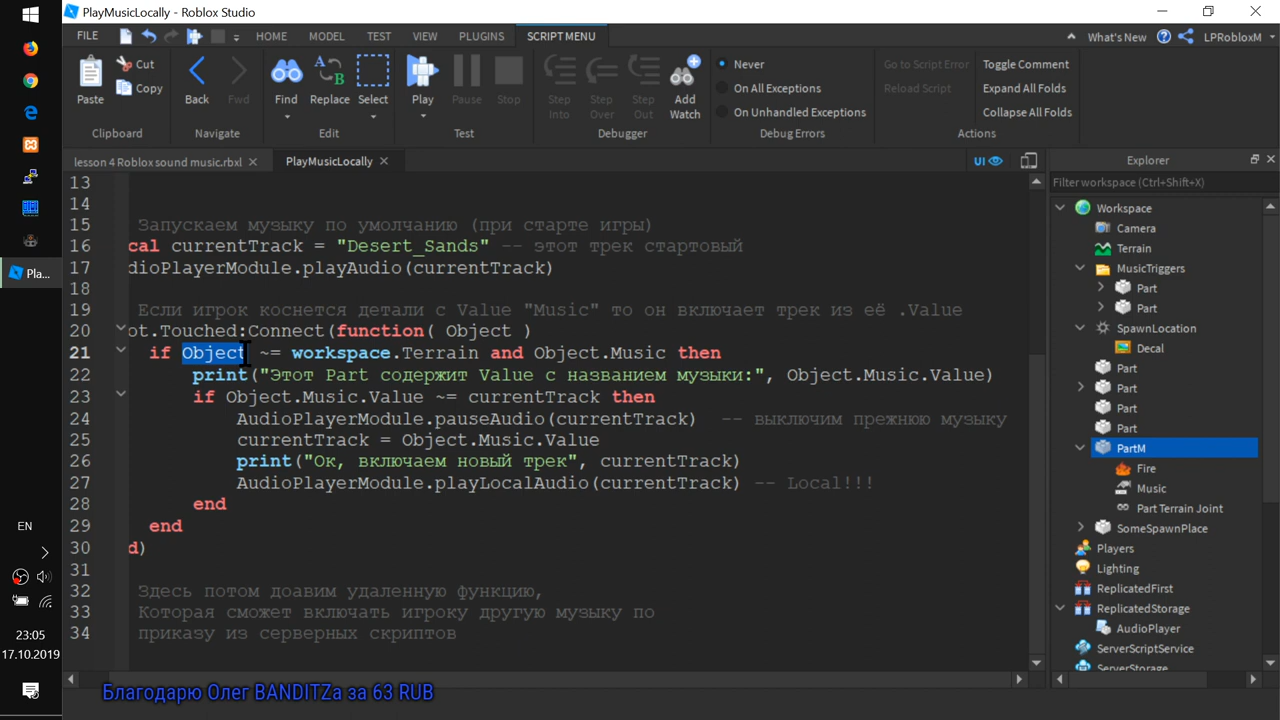 PlayMusicLocally - Roblox Studio
FILE HOME MODEL TEST VIEW PLUGINS SCRIPT MENU What's New LPRobloxM
Paste Cut Copy Back Fwd Find Replace Select Play Pause Stop Step Into Step Over Step Out Add Watch
Never
On All Exceptions
On Unhandled Exceptions
Go to Script Error
Reload Script
Toggle Comment
Expand All Folds
Collapse All Folds
Clipboard Navigate Edit Test Debugger Debug Errors Actions
lesson 4 Roblox sound music.rbxl PlayMusicLocally UI
13
14
15 Запускаем музыку по умолчанию (при старте игры)
16 cal currentTrack = "Desert_Sands" -- этот трек стартовый
17 dioPlayerModule.playAudio(currentTrack)
18
19 Если игрок коснется детали с Value "Music" то он включает трек из её .Value
20 ot.Touched:Connect(function( Object )
21 if Object ~= workspace.Terrain and Object.Music then
22 print("Этот Part содержит Value с названием музыки:", Object.Music.Value)
23 if Object.Music.Value ~= currentTrack then
24 AudioPlayerModule.pauseAudio(currentTrack) -- выключим прежнюю музыку
25 currentTrack = Object.Music.Value
26 print("Ок, включаем новый трек", currentTrack)
27 AudioPlayerModule.playLocalAudio(currentTrack) -- Local!!!
28 end
29 end
30 d)
31
32 Здесь потом доавим удаленную функцию,
33 Которая сможет включать игроку другую музыку по
34 приказу из серверных скриптов
Explorer
Filter workspace (Ctrl+Shift+X)
Workspace
Camera
Terrain
MusicTriggers
Part
Part
SpawnLocation
Decal
Part
Part
Part
Part
PartM
Fire
Music
Part Terrain Joint
SomeSpawnPlace
Players
Lighting
ReplicatedFirst
ReplicatedStorage
AudioPlayer
ServerScriptService
ServerStorage
Pla...
EN
23:05
17.10.2019
Благодарю Олег BANDITZa за 63 RUB